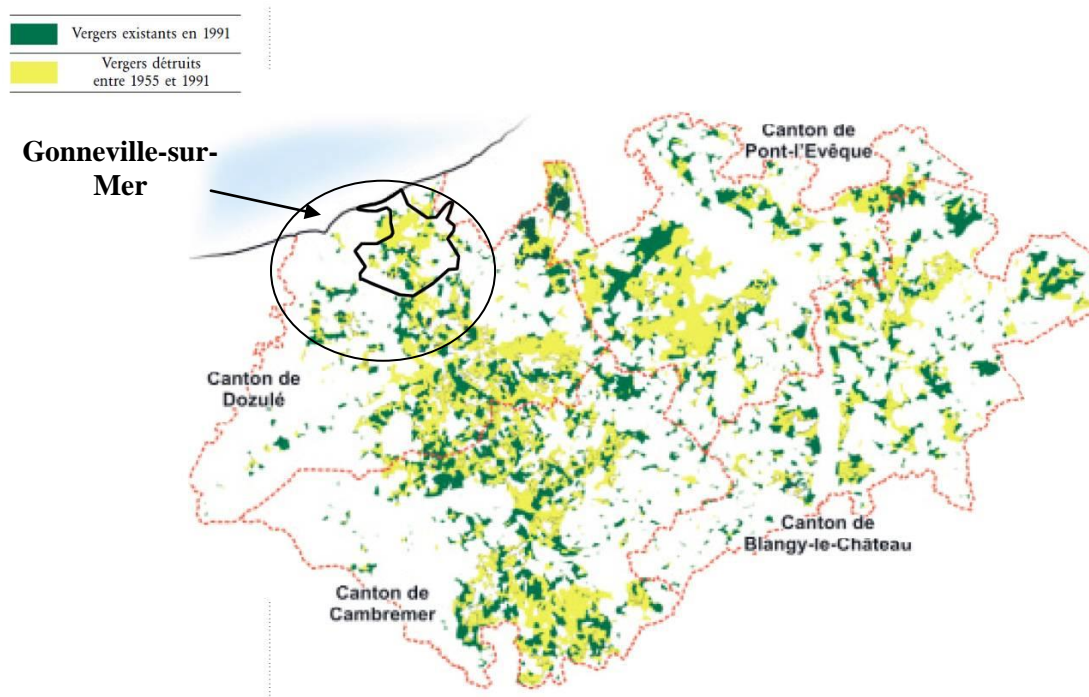 Vergers existants en 1991
Vergers détruits
entre 1955 et 1991
Gonneville-sur-
Mer
Canton de
Pont-l'Evêque
Canton de
Dozulé
Canton de
Blangy-le-Château
Canton de
Cambremer